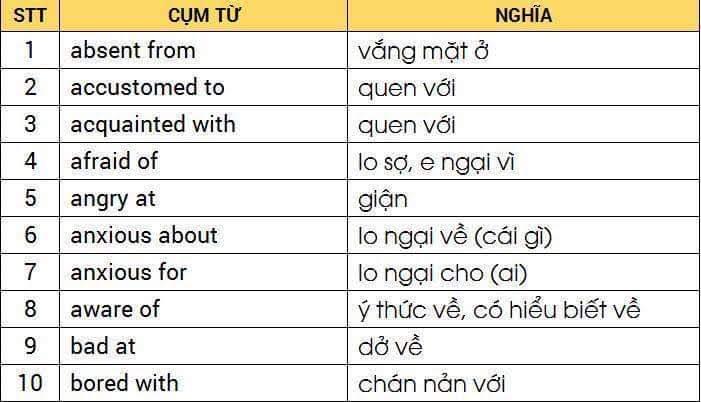 STT CỤM TỪ NGHĨA
1 absent from vắng mặt ở
2 accustomed to quen với
3 acquainted with quen với
4 afraid of lo sợ, e ngại vì
5 angry at giận
6 anxious about lo ngại về (cái gì)
7 anxious for lo ngại cho (ai)
8 aware of ý thức về, có hiểu biết về
9 bad at dở về
10 bored with chán nản với